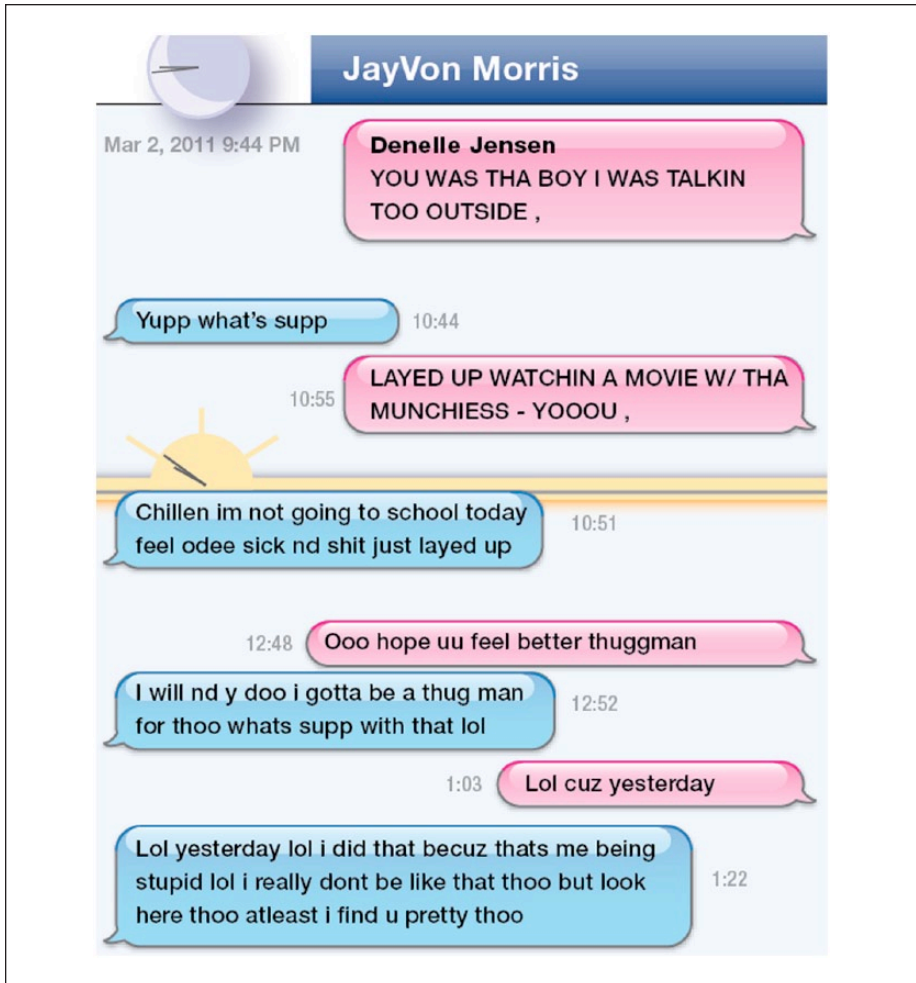 JayVon Morris
Mar 2, 2011 9:44 PM
Denelle Jensen
YOU WAS THA BOY I WAS TALKIN
TOO OUTSIDE ,
Yupp what's supp
10:44
LAYED UP WATCHIN A MOVIE W/ THA
MUNCHIESS - YOOOU ,
10:55
Chillen im not going to school today
feel odee sick nd shit just layed up
10:51
12:48
Ooo hope uu feel better thuggman
I will nd y doo i gotta be a thug man
for thoo whats supp with that lol
12:52
1:03
Lol cuz yesterday
Lol yesterday lol i did that becuz thats me being
stupid lol i really dont be like that thoo but look
here thoo atleast i find u pretty thoo
1:22